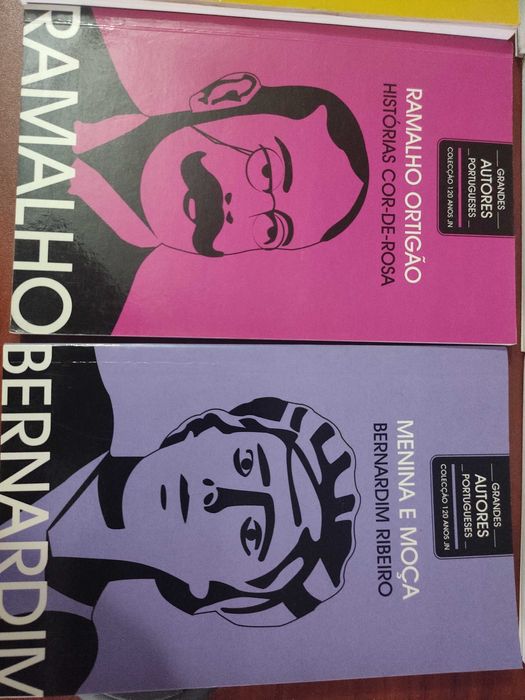 RAMALHO
RAMALHO ORTIGÃO
HISTÓRIAS COR-DE-ROSA
GRANDES
AUTORES
PORTUGUESES
COLECÇÃO 120 ANOS JN
BERNARDIM
MENINA E MOÇA
BERNARDIM RIBEIRO
GRANDES
AUTORES
PORTUGUESES
COLECÇÃO 120 ANOS JN